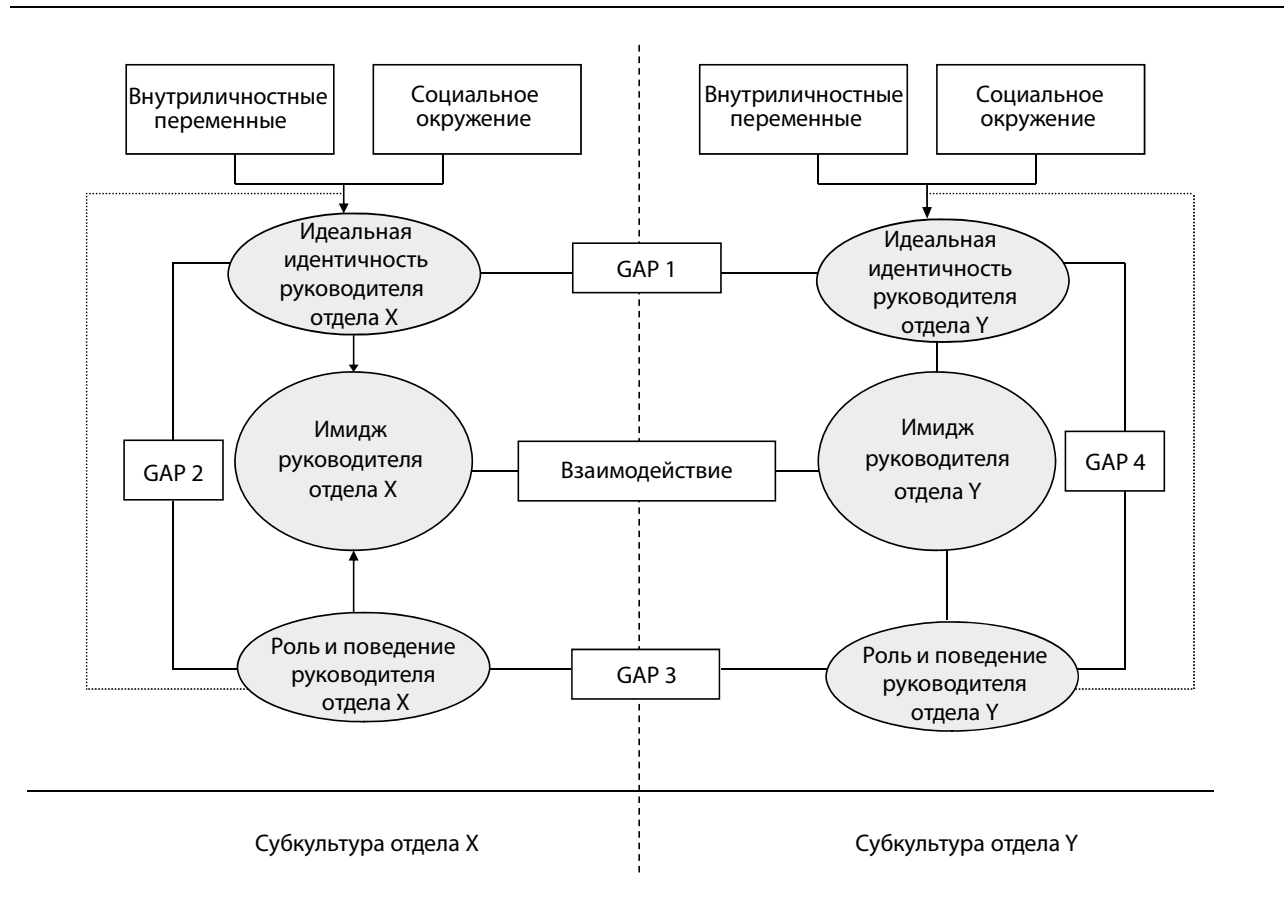 Внутриличностные
переменные
Социальное
окружение
Внутриличностные
переменные
Социальное
окружение
Идеальная
идентичность
руководителя
отдела X
GAP 1
Идеальная
идентичность
руководителя
отдела Y
GAP 2
Имидж
руководителя
отдела X
Взаимодействие
Имидж
руководителя
отдела Y
GAP 4
Роль и поведение
руководителя
отдела X
GAP 3
Роль и поведение
руководителя
отдела Y
Субкультура отдела X
Субкультура отдела Y